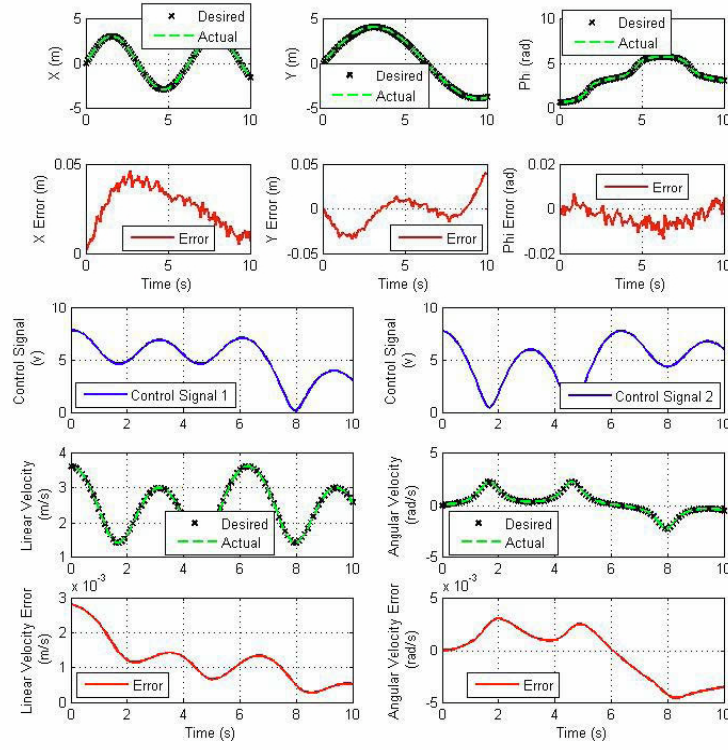 5
0
-5
X (m)
0
5
10
Desired
Actual
5
0
-5
Y (m)
0
5
10
Desired
Actual
10
5
0
-5
Phi (rad)
0
5
10
Desired
Actual
0.05
0
X Error (m)
0
5
10
Time (s)
Error
0.05
0
-0.05
Y Error (m)
0
5
10
Time (s)
Error
0.02
0
-0.02
Phi Error (rad)
0
5
10
Time (s)
Error
10
5
0
Control Signal
(v)
0
2
4
6
8
10
Control Signal 1
10
5
0
Control Signal
(v)
0
2
4
6
8
10
Control Signal 2
4
3
2
1
Linear Velocity
(m/s)
0
2
4
6
8
10
Desired
Actual
5
0
-5
Angular Velocity
(rad/s)
0
2
4
6
8
10
Desired
Actual
x 10-3
3
2
1
0
Linear Velocity Error
(m/s)
0
2
4
6
8
10
Time (s)
Error
x 10-3
5
0
-5
Angular Velocity Error
(rad/s)
0
2
4
6
8
10
Time (s)
Error